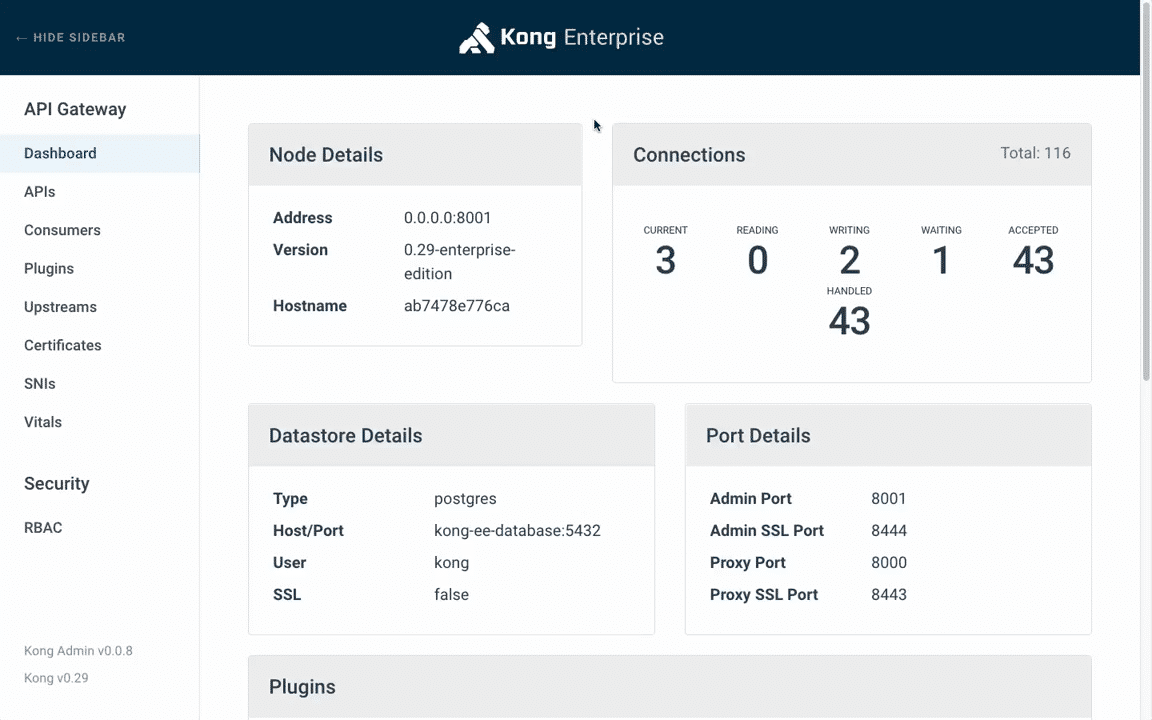 ← HIDE SIDEBAR
Kong Enterprise
API Gateway
Dashboard
APIs
Consumers
Plugins
Upstreams
Certificates
SNIs
Vitals
Security
RBAC
Kong Admin v0.0.8
Kong v0.29
Node Details
Address 0.0.0.0:8001
Version 0.29-enterprise-
edition
Hostname ab7478e776ca
Connections Total: 116
CURRENT READING WRITING WAITING ACCEPTED
3 0 2 1 43
HANDLED
43
Datastore Details
Type postgres
Host/Port kong-ee-database:5432
User kong
SSL false
Port Details
Admin Port 8001
Admin SSL Port 8444
Proxy Port 8000
Proxy SSL Port 8443
Plugins